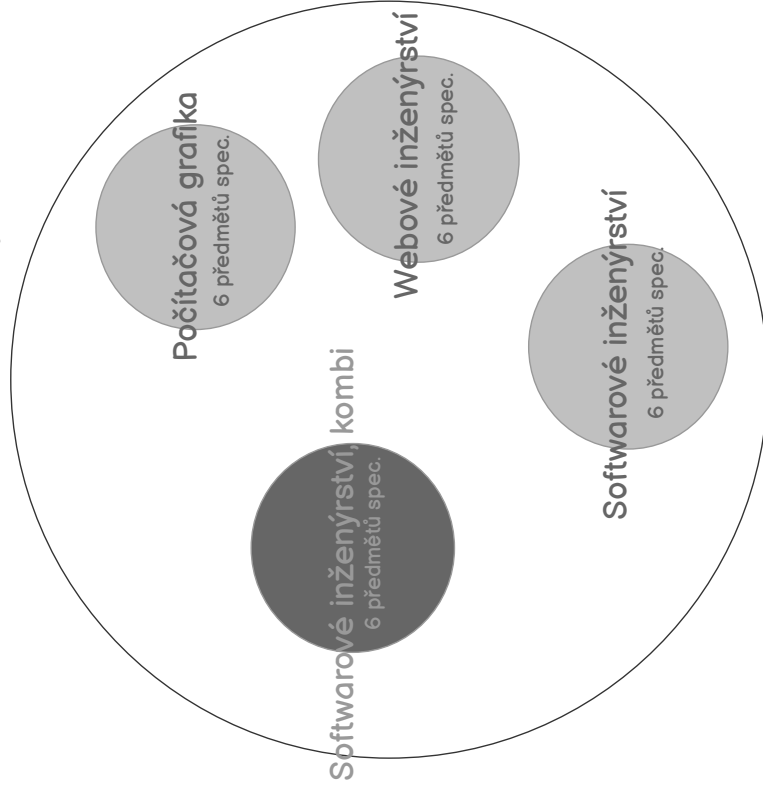 Počítačová grafika
6 předmětů spec.
Webové inženýrství
6 předmětů spec.
Softwarové inženýrství, kombi
6 předmětů spec.
Softwarové inženýrství
6 předmětů spec.